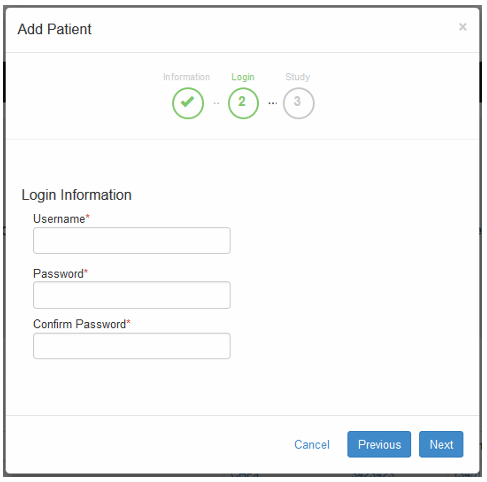 Add Patient ×
Information Login Study
2 3
Login Information
Username*
Password*
Confirm Password*
Cancel Previous Next